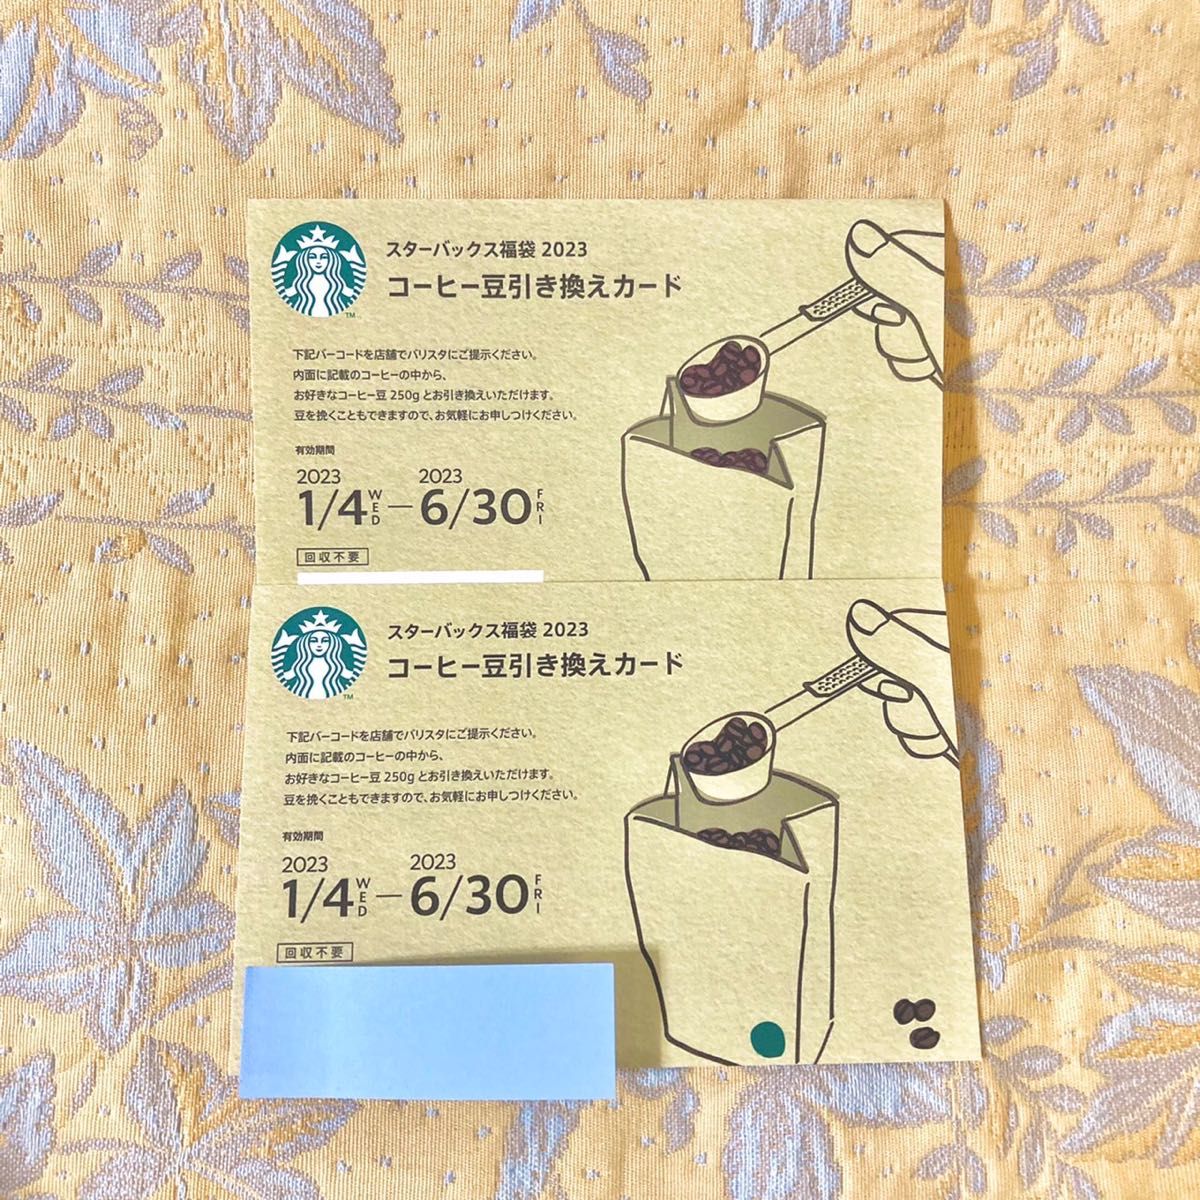 スターバックス福袋 2023
コーヒー豆引き換えカード
TM
下記バーコードを店舗でバリスタにご提示ください。
内面に記載のコーヒーの中から、
お好きなコーヒー豆 250g とお引き換えいただけます。
豆を挽くこともできますので、お気軽にお申しつけください。
有効期間
2023 2023
1/4 WED — 6/30 FRI
回収不要
スターバックス福袋 2023
コーヒー豆引き換えカード
TM
下記バーコードを店舗でバリスタにご提示ください。
内面に記載のコーヒーの中から、
お好きなコーヒー豆 250g とお引き換えいただけます。
豆を挽くこともできますので、お気軽にお申しつけください。
有効期間
2023 2023
1/4 WED — 6/30 FRI
回収不要